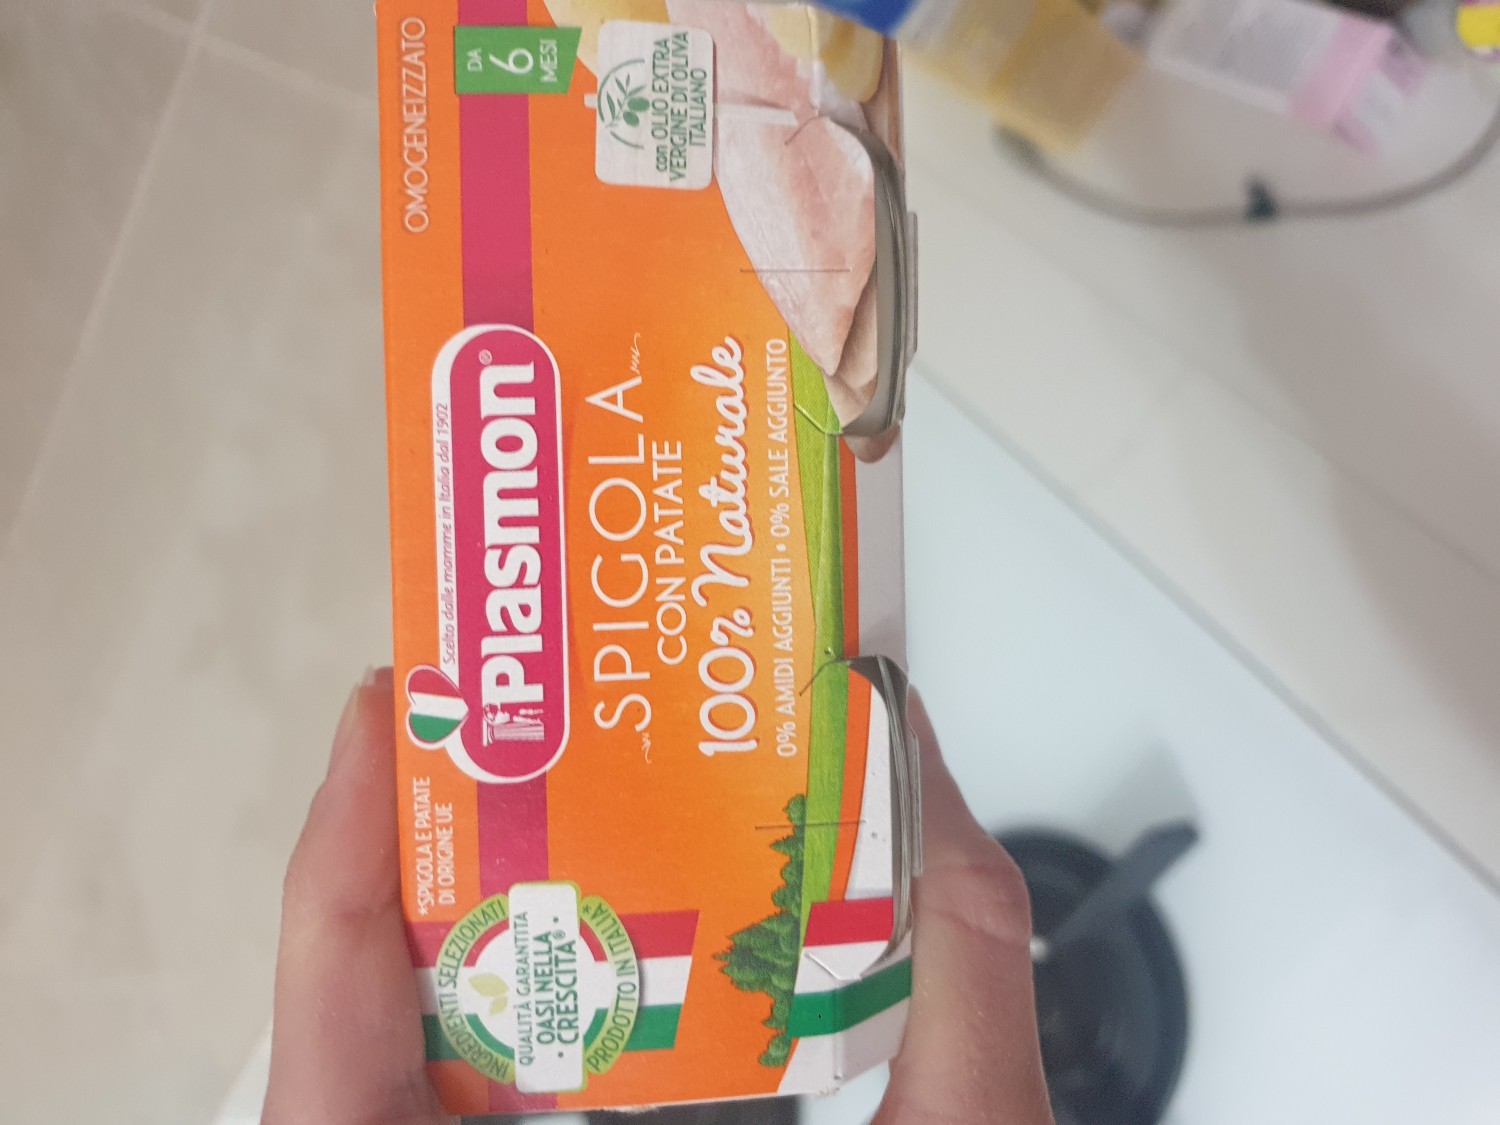 *SPIGOLA E PATATE
DI ORIGINE UE
Scelto dalle mamme in Italia dal 1902
OMOGENEIZZATO
DA
6
MESI
Plasmon®
INGREDIENTI SELEZIONATI
QUALITÀ GARANTITA
OASI NELLA
• CRESCITA® •
PRODOTTO IN ITALIA*
SPIGOLA
CON PATATE
100% Naturale
0% AMIDI AGGIUNTI • 0% SALE AGGIUNTO
con OLIO EXTRA
VERGINE DI OLIVA
ITALIANO